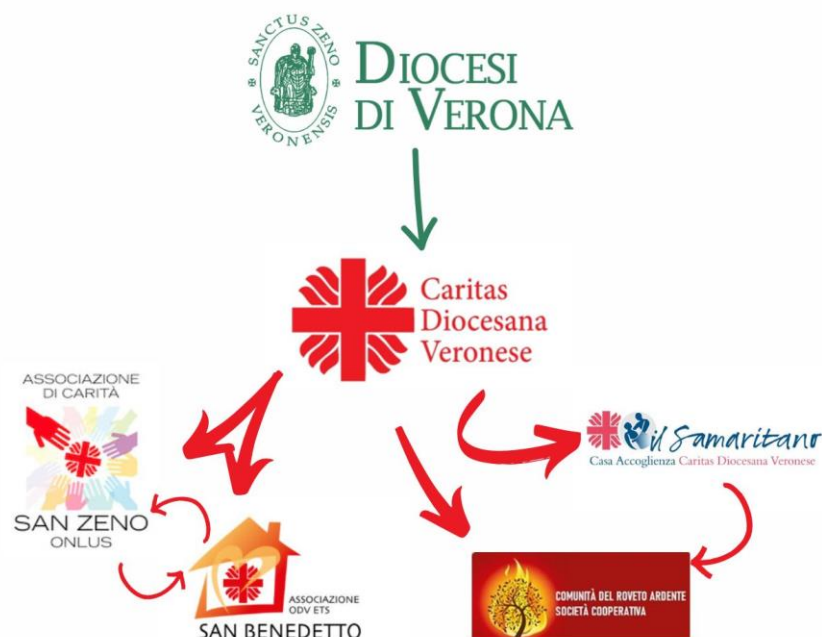 SANCTUS ZENO
VERONENSIS
DIOCESI
DI VERONA
Caritas
Diocesana
Veronese
ASSOCIAZIONE
DI CARITÀ
SAN ZENO
ONLUS
il Samaritano
Casa Accoglienza Caritas Diocesana Veronese
ASSOCIAZIONE
ODV ETS
SAN BENEDETTO
COMUNITÀ DEL ROVETO ARDENTE
SOCIETÀ COOPERATIVA